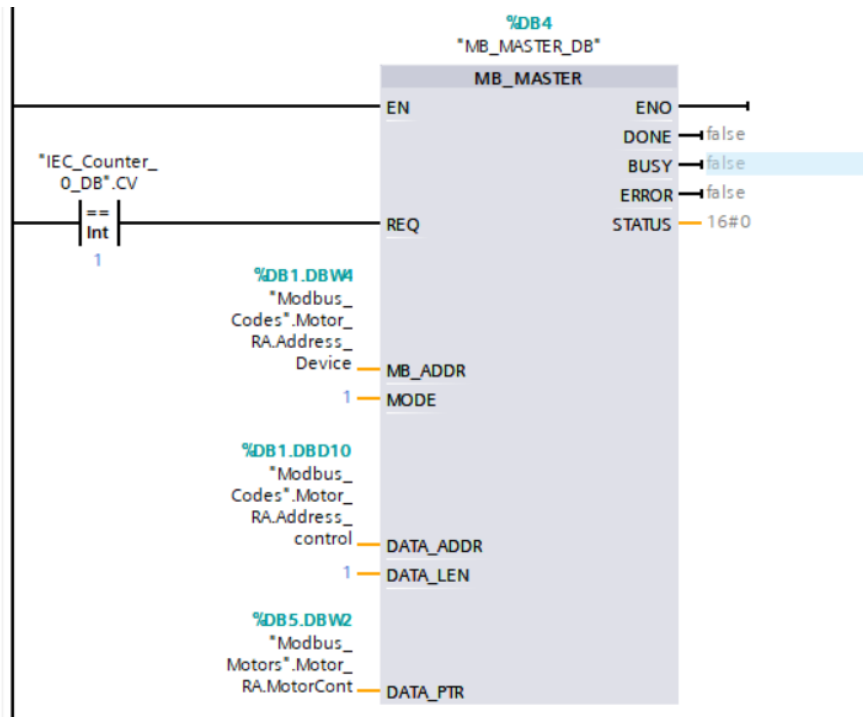 %DB4
"MB_MASTER_DB"
MB_MASTER
EN
ENO
DONE
false
"IEC_Counter_
0_DB".CV
BUSY
false
ERROR
false
==
Int
1
REQ
STATUS
16#0
%DB1.DBW4
"Modbus_
Codes".Motor_
RA.Address_
Device
MB_ADDR
1
MODE
%DB1.DBD10
"Modbus_
Codes".Motor_
RA.Address_
control
DATA_ADDR
1
DATA_LEN
%DB5.DBW2
"Modbus_
Motors".Motor_
RA.MotorCont
DATA_PTR